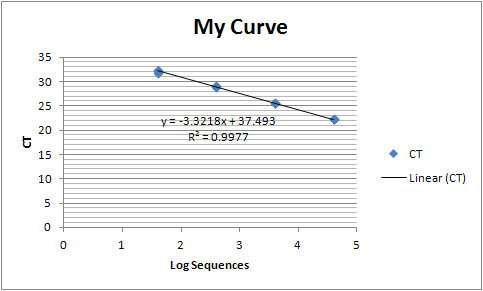 My Curve
35
30
25
20
15
10
5
0
CT
y = -3.3218x + 37.493
R² = 0.9977
0 1 2 3 4 5
Log Sequences
CT
Linear (CT)